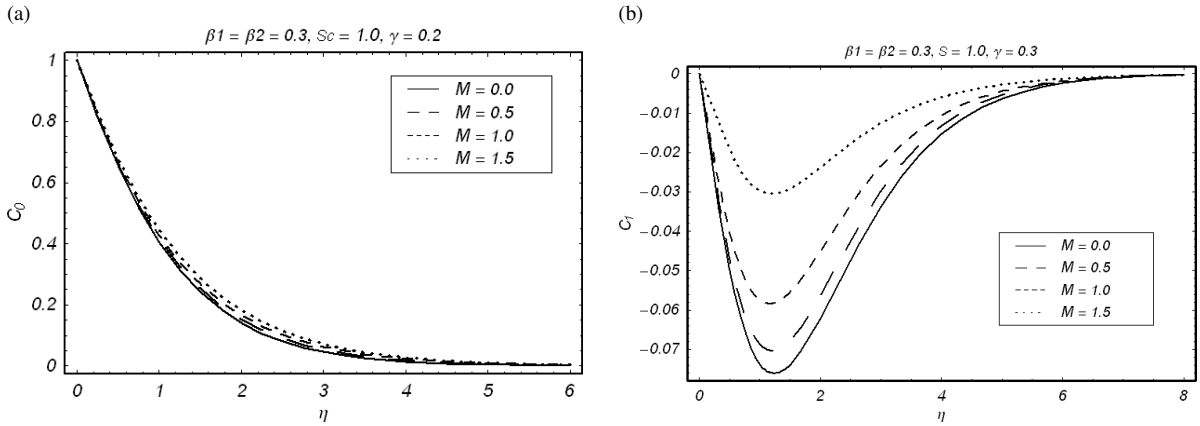 (a)
β1 = β2 = 0.3, Sc = 1.0, γ = 0.2
1
0.8
0.6
0.4
0.2
0
C0
M = 0.0
M = 0.5
M = 1.0
M = 1.5
0 1 2 3 4 5 6
η
(b)
β1 = β2 = 0.3, S = 1.0, γ = 0.3
0
−0.01
−0.02
−0.03
−0.04
−0.05
−0.06
−0.07
C1
M = 0.0
M = 0.5
M = 1.0
M = 1.5
0 2 4 6 8
η